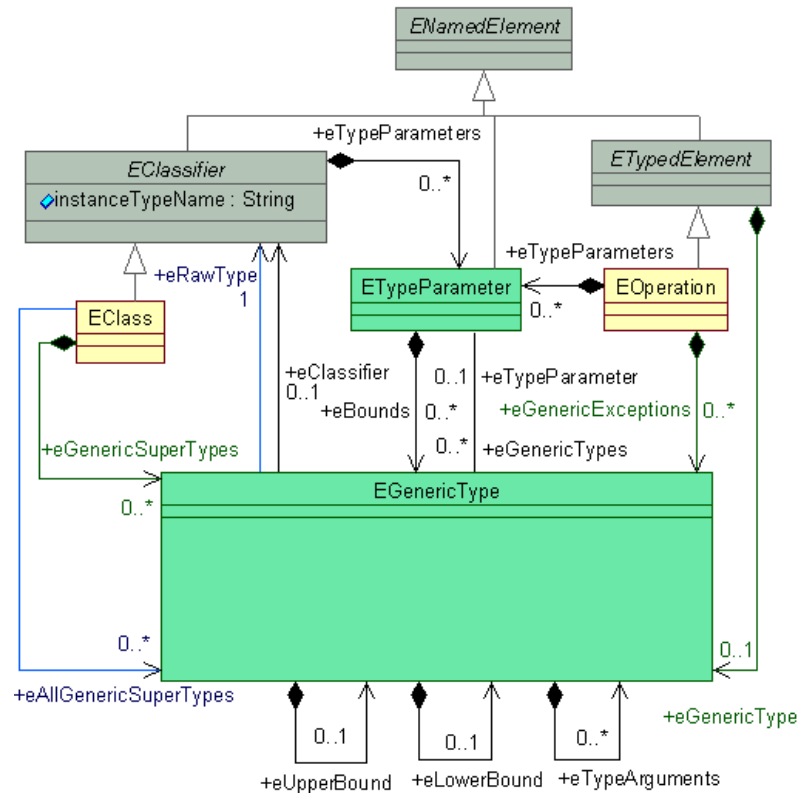 ENamedElement
+eTypeParameters
EClassifier
instanceTypeName : String
0..*
ETypedElement
+eRawType
1
+eTypeParameters
EClass
ETypeParameter
0..*
EOperation
+eClassifier
0..1
0..1
+eTypeParameter
+eBounds
0..*
+eGenericExceptions
0..*
+eGenericSuperTypes
0..*
+eGenericTypes
0..*
EGenericType
0..*
+eAllGenericSuperTypes
0..1
+eGenericType
0..1
0..1
0..*
+eUpperBound
+eLowerBound
+eTypeArguments